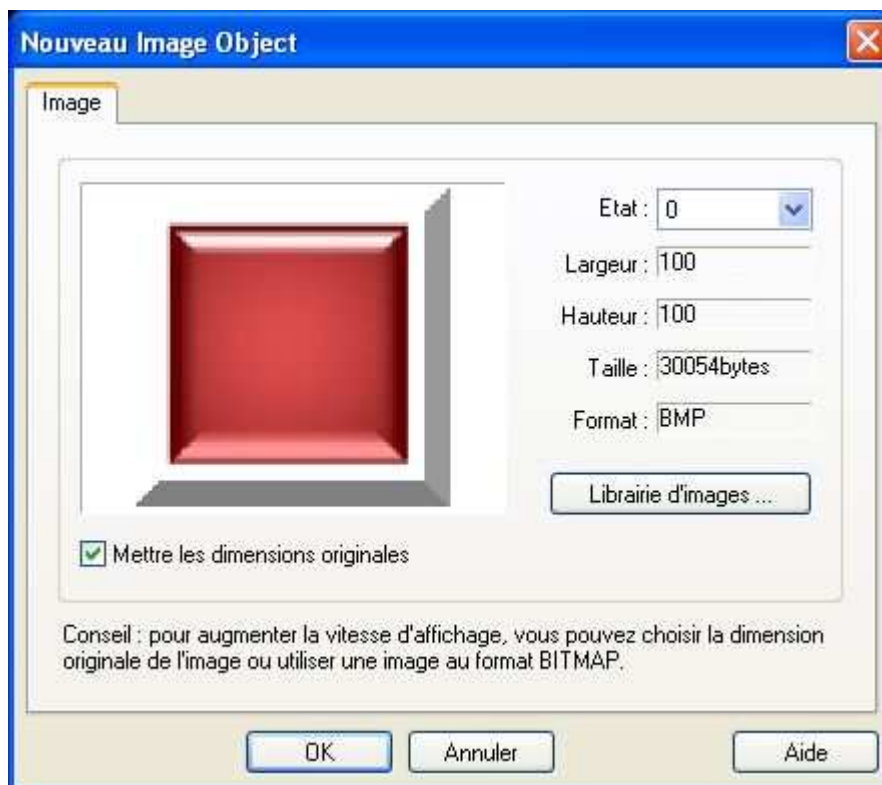 Nouveau Image Object
Image
Etat : 0
Largeur : 100
Hauteur : 100
Taille : 30054bytes
Format : BMP
Librairie d'images ...
Mettre les dimensions originales
Conseil : pour augmenter la vitesse d'affichage, vous pouvez choisir la dimension
originale de l'image ou utiliser une image au format BITMAP.
OK Annuler Aide